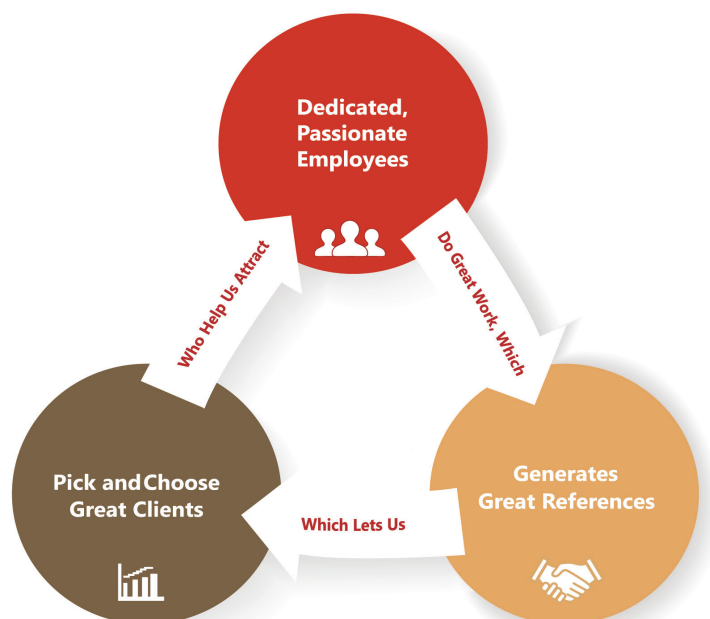 Dedicated,
Passionate
Employees
Do Great Work, Which
Generates
Great References
Which Lets Us
Pick and Choose
Great Clients
Who Help Us Attract